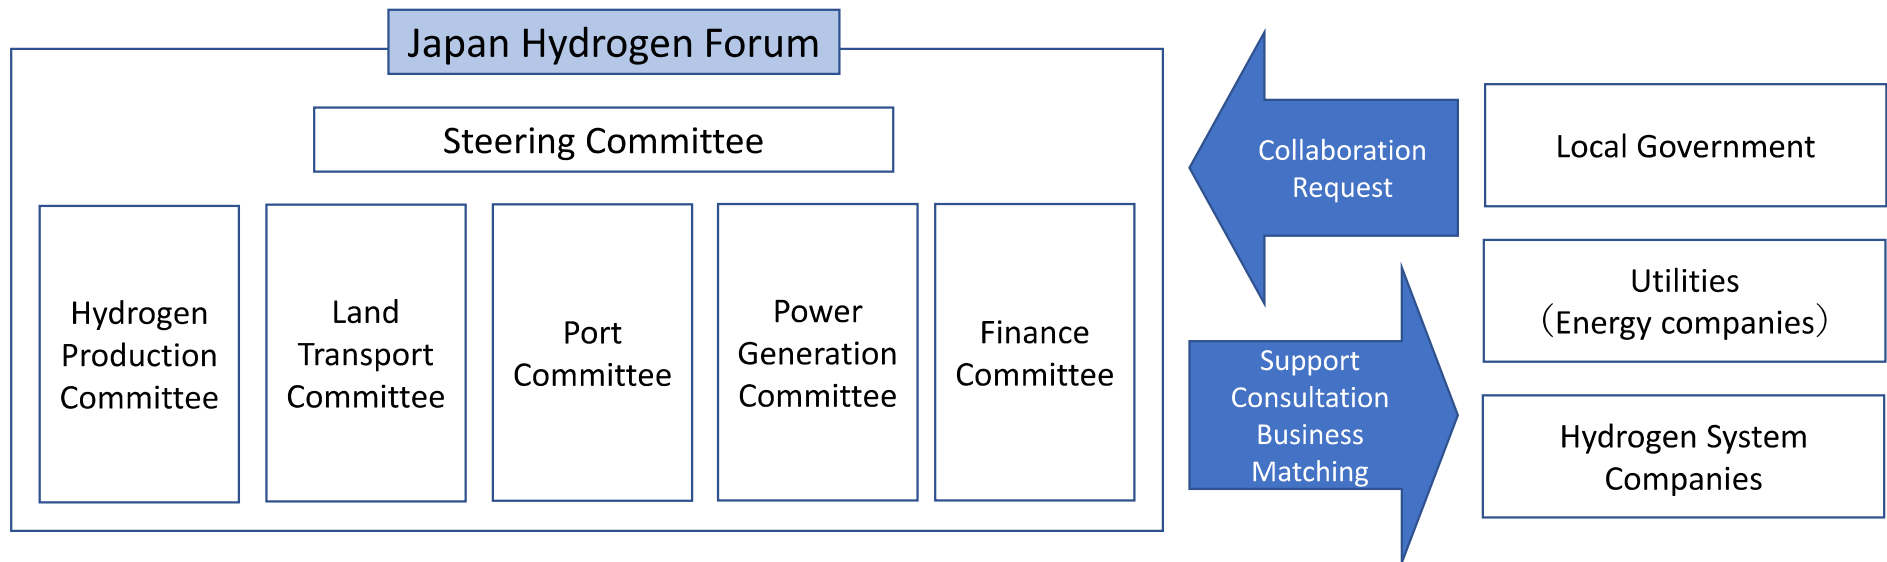 Japan Hydrogen Forum
Steering Committee
Hydrogen
Production
Committee
Land
Transport
Committee
Port
Committee
Power
Generation
Committee
Finance
Committee
Collaboration
Request
Support
Consultation
Business
Matching
Local Government
Utilities
（Energy companies）
Hydrogen System
Companies